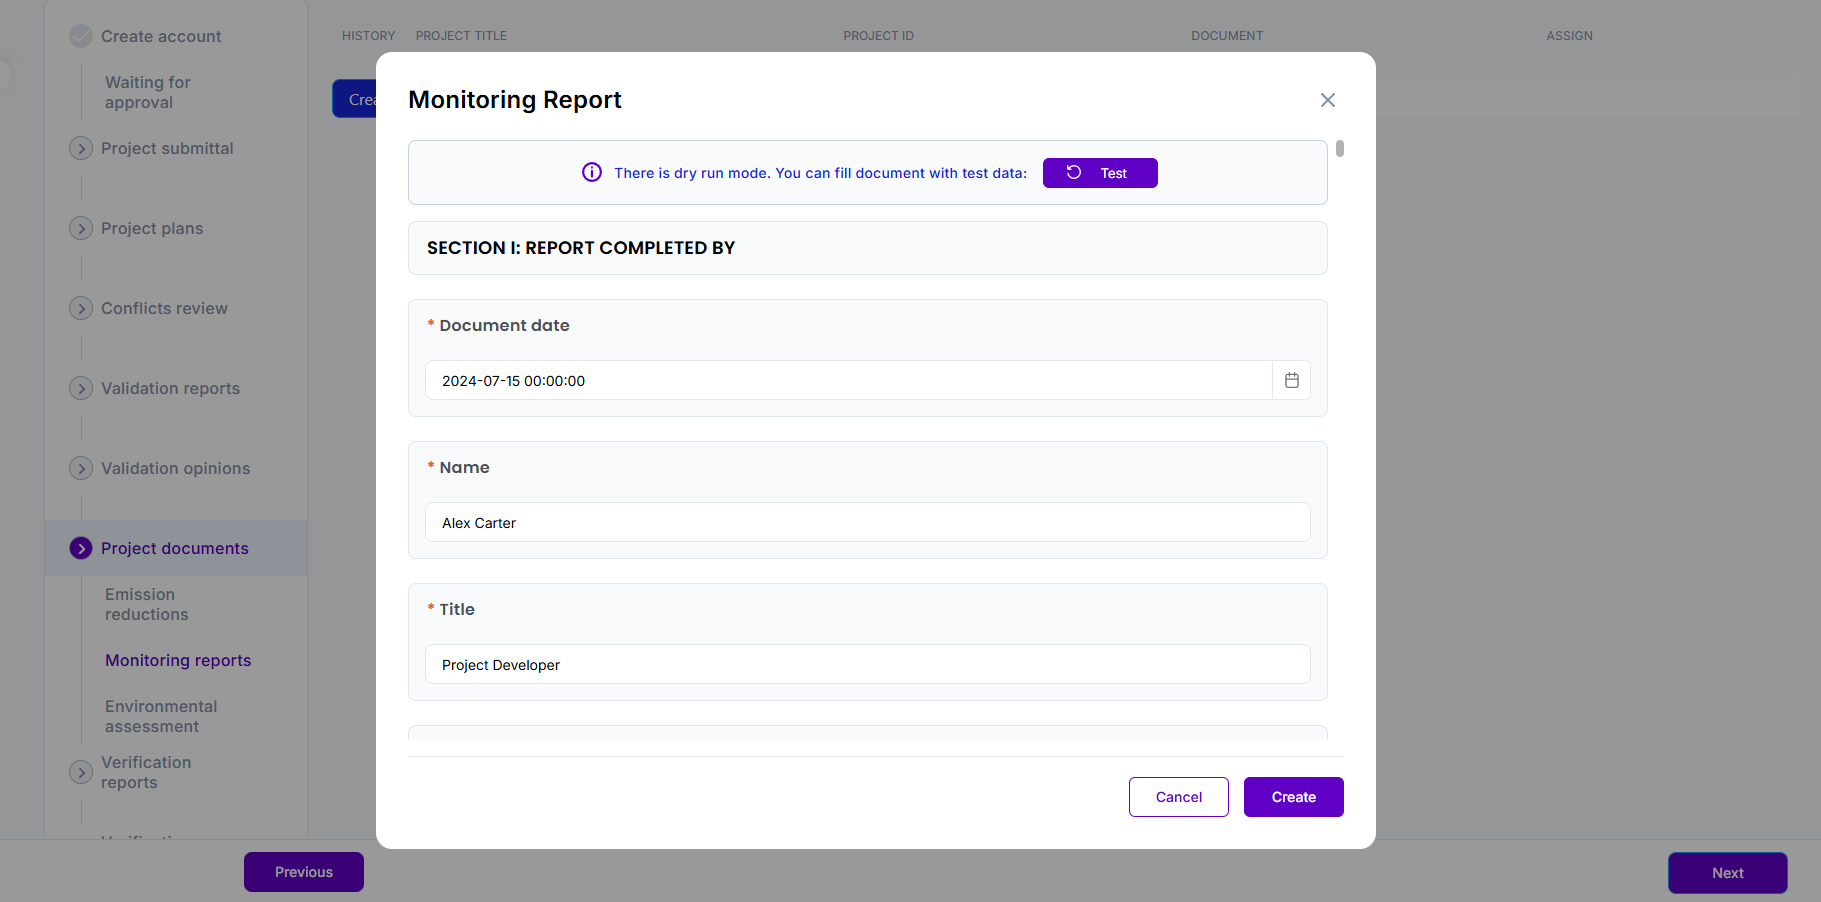 Create account
Waiting for
approval
Project submittal
Project plans
Conflicts review
Validation reports
Validation opinions
Project documents
Emission
reductions
Monitoring reports
Environmental
assessment
Verification
reports
HISTORY PROJECT TITLE PROJECT ID DOCUMENT ASSIGN
Monitoring Report
There is dry run mode. You can fill document with test data: Test
SECTION I: REPORT COMPLETED BY
* Document date
2024-07-15 00:00:00
* Name
Alex Carter
* Title
Project Developer
Cancel Create
Previous Next